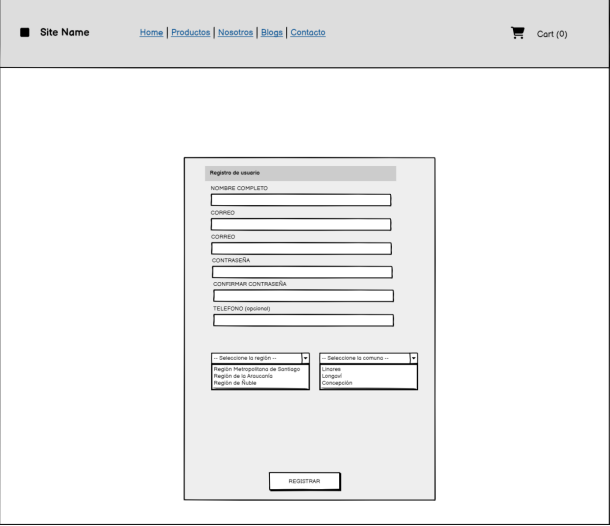 Site Name
Home | Productos | Nosotros | Blogs | Contacto
Cart (0)
Registro de usuario
NOMBRE COMPLETO
CORREO
CORREO
CONTRASEÑA
CONFIRMAR CONTRASEÑA
TELEFONO (opcional)
-- Seleccione la región --
Región Metropolitana de Santiago
Región de la Araucanía
Región de Ñuble
-- Seleccione la comuna --
Linares
Longaví
Concepción
REGISTRAR